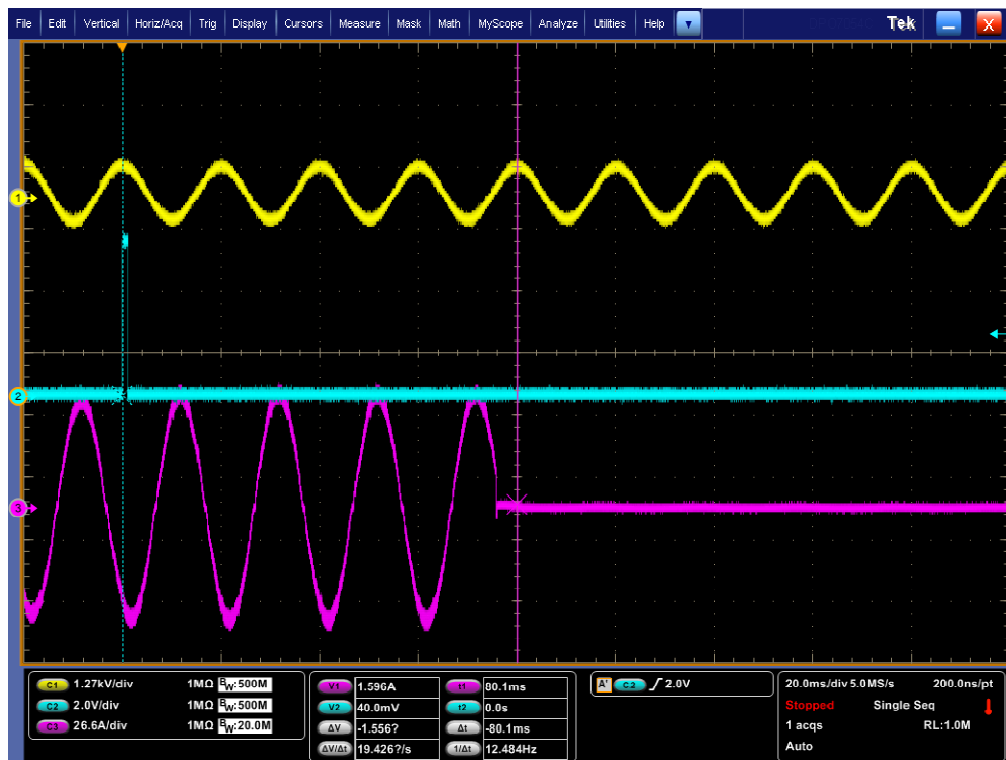 File Edit Vertical Horiz/Acq Trig Display Cursors Measure Mask Math MyScope Analyze Utilities Help Tek X
1
2
3
C1 1.27kV/div 1MΩ BW:500M
C2 2.0V/div 1MΩ BW:500M
C3 26.6A/div 1MΩ BW:20.0M
V1 1.596A t1 80.1ms
V2 40.0mV t2 0.0s
ΔV -1.556? Δt -80.1ms
ΔV/Δt 19.426?/s 1/Δt 12.484Hz
A' C2 2.0V
20.0ms/div 5.0MS/s 200.0ns/pt
Stopped Single Seq
1 acqs RL:1.0M
Auto